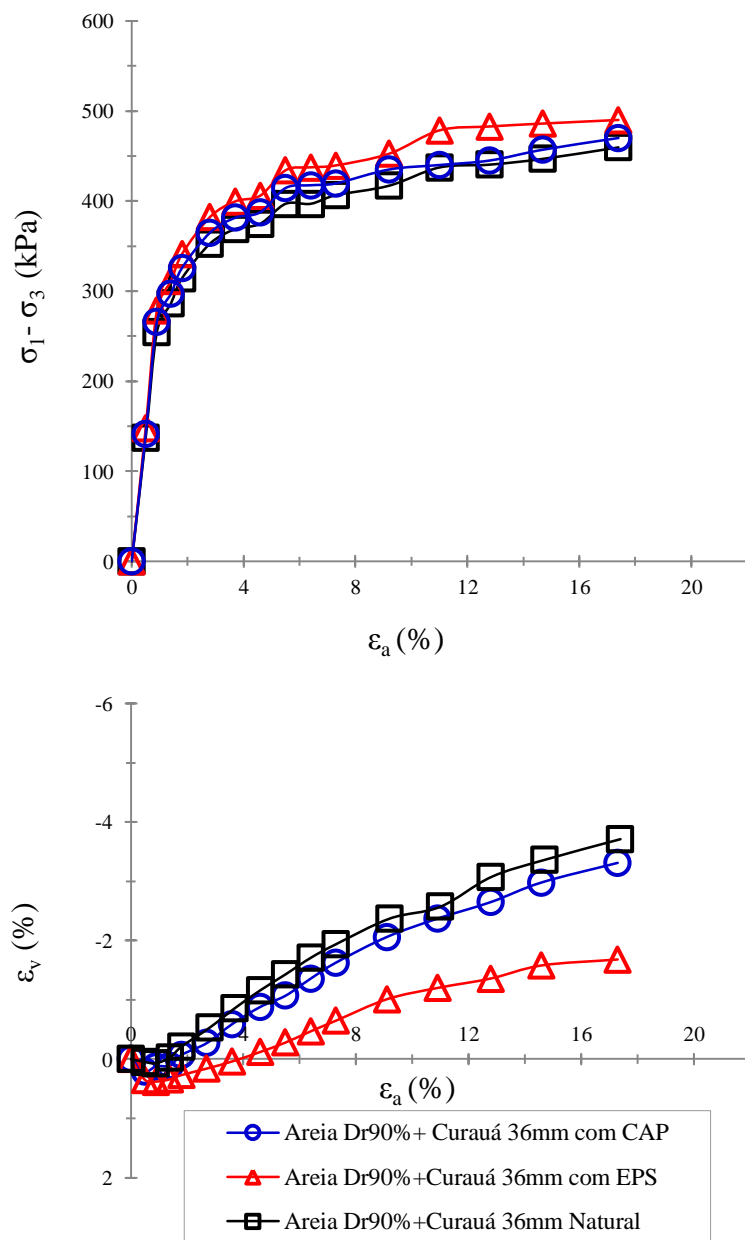 600
500
400
300
200
100
0
σ₁- σ₃ (kPa)
0 4 8 12 16 20
εₐ (%)
-6
-4
-2
0
2
εᵥ (%)
0 4 8 12 16 20
εₐ (%)
Areia Dr90%+ Curauá 36mm com CAP
Areia Dr90%+Curauá 36mm com EPS
Areia Dr90%+Curauá 36mm Natural